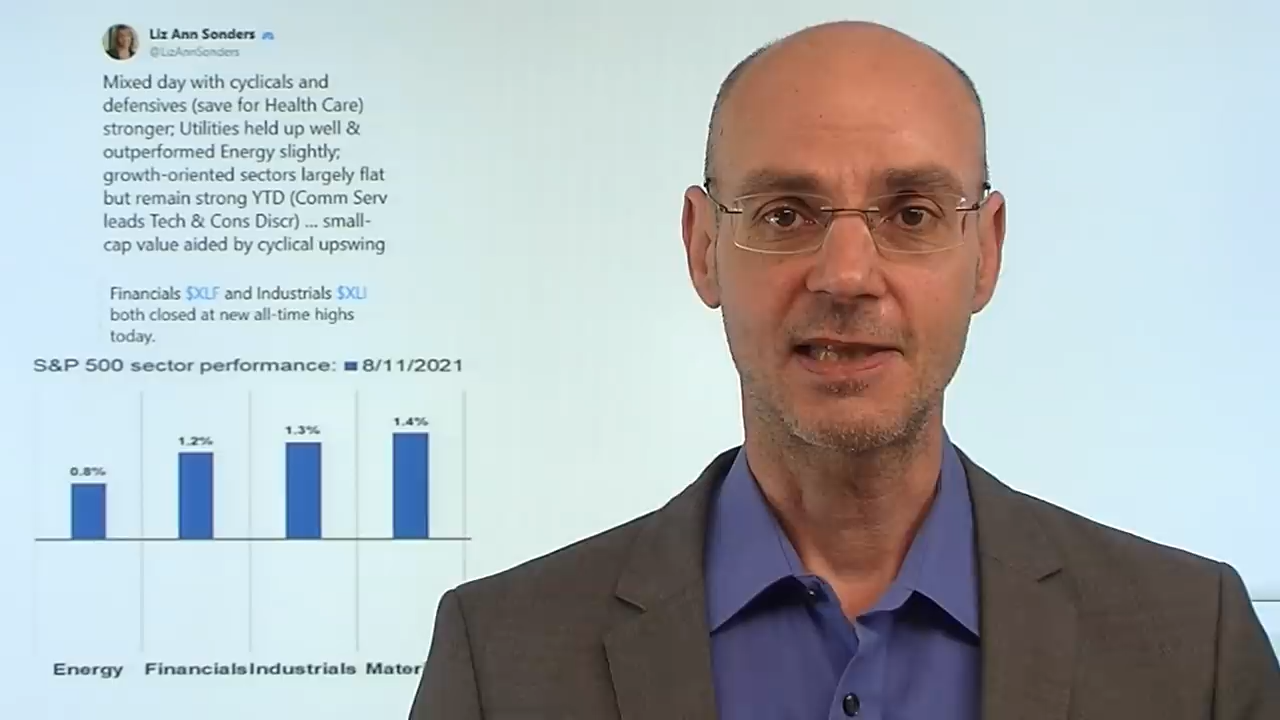 Liz Ann Sonders
@LizAnnSonders
Mixed day with cyclicals and
defensives (save for Health Care)
stronger; Utilities held up well &
outperformed Energy slightly;
growth-oriented sectors largely flat
but remain strong YTD (Comm Serv
leads Tech & Cons Discr) ... small-
cap value aided by cyclical upswing
Financials $XLF and Industrials $XLI
both closed at new all-time highs
today.
S&P 500 sector performance: 8/11/2021
0.8%
1.2%
1.3%
1.4%
Energy Financials Industrials Mater